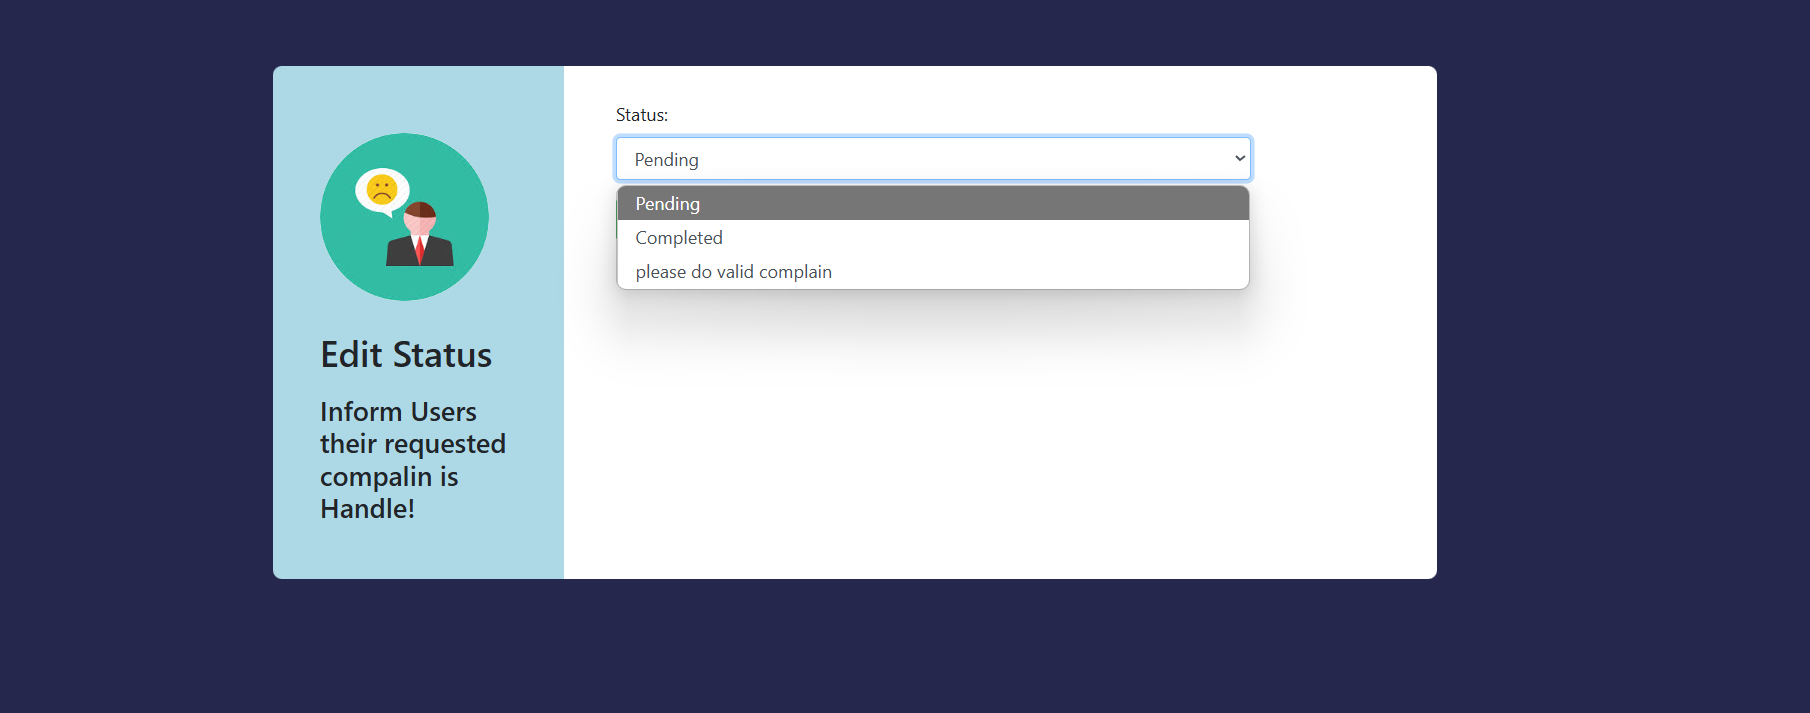 Edit Status
Inform Users
their requested
compalin is
Handle!
Status:
Pending
Pending
Completed
please do valid complain